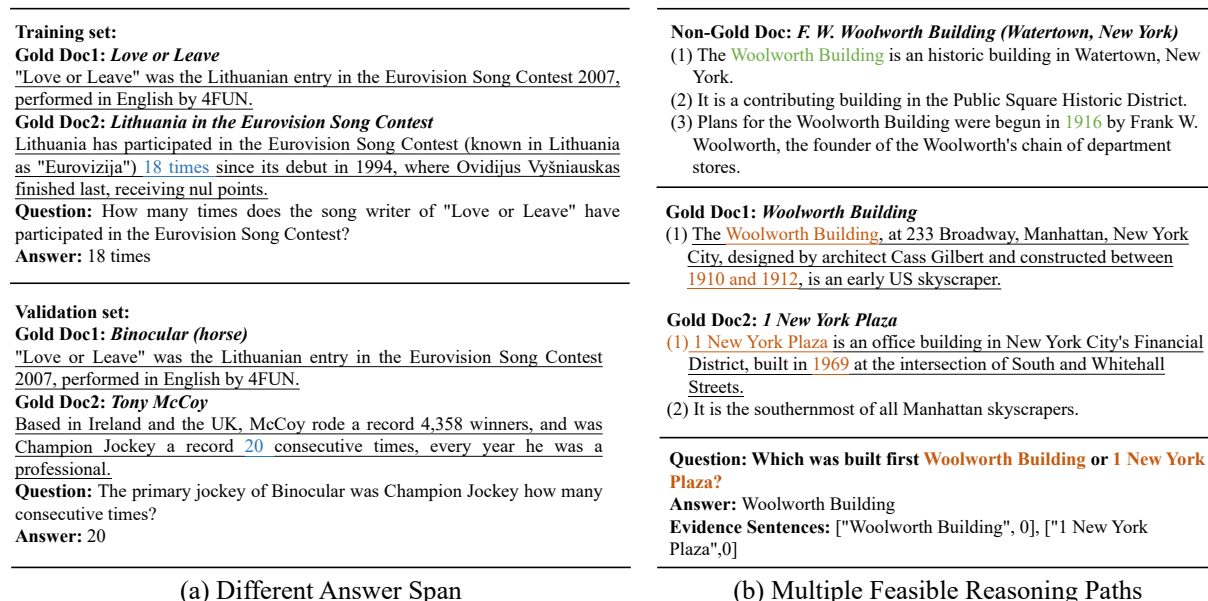 Training set:
Gold Doc1: Love or Leave
"Love or Leave" was the Lithuanian entry in the Eurovision Song Contest 2007,
performed in English by 4FUN.
Gold Doc2: Lithuania in the Eurovision Song Contest
Lithuania has participated in the Eurovision Song Contest (known in Lithuania
as "Eurovizija") 18 times since its debut in 1994, where Ovidijus Vyšniauskas
finished last, receiving nul points.
Question: How many times does the song writer of "Love or Leave" have
participated in the Eurovision Song Contest?
Answer: 18 times
Validation set:
Gold Doc1: Binocular (horse)
"Love or Leave" was the Lithuanian entry in the Eurovision Song Contest
2007, performed in English by 4FUN.
Gold Doc2: Tony McCoy
Based in Ireland and the UK, McCoy rode a record 4,358 winners, and was
Champion Jockey a record 20 consecutive times, every year he was a
professional.
Question: The primary jockey of Binocular was Champion Jockey how many
consecutive times?
Answer: 20
(a) Different Answer Span
Non-Gold Doc: F. W. Woolworth Building (Watertown, New York)
(1) The Woolworth Building is an historic building in Watertown, New
York.
(2) It is a contributing building in the Public Square Historic District.
(3) Plans for the Woolworth Building were begun in 1916 by Frank W.
Woolworth, the founder of the Woolworth's chain of department
stores.
Gold Doc1: Woolworth Building
(1) The Woolworth Building, at 233 Broadway, Manhattan, New York
City, designed by architect Cass Gilbert and constructed between
1910 and 1912, is an early US skyscraper.
Gold Doc2: 1 New York Plaza
(1) 1 New York Plaza is an office building in New York City's Financial
District, built in 1969 at the intersection of South and Whitehall
Streets.
(2) It is the southernmost of all Manhattan skyscrapers.
Question: Which was built first Woolworth Building or 1 New York
Plaza?
Answer: Woolworth Building
Evidence Sentences: ["Woolworth Building", 0], ["1 New York
Plaza",0]
(b) Multiple Feasible Reasoning Paths